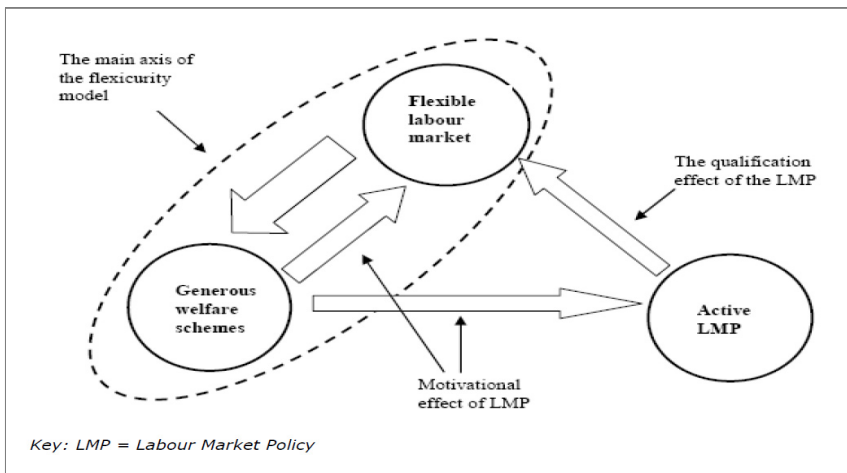 The main axis of
the flexicurity
model
Flexible
labour
market
The qualification
effect of the LMP
Generous
welfare
schemes
Active
LMP
Motivational
effect of LMP
Key: LMP = Labour Market Policy